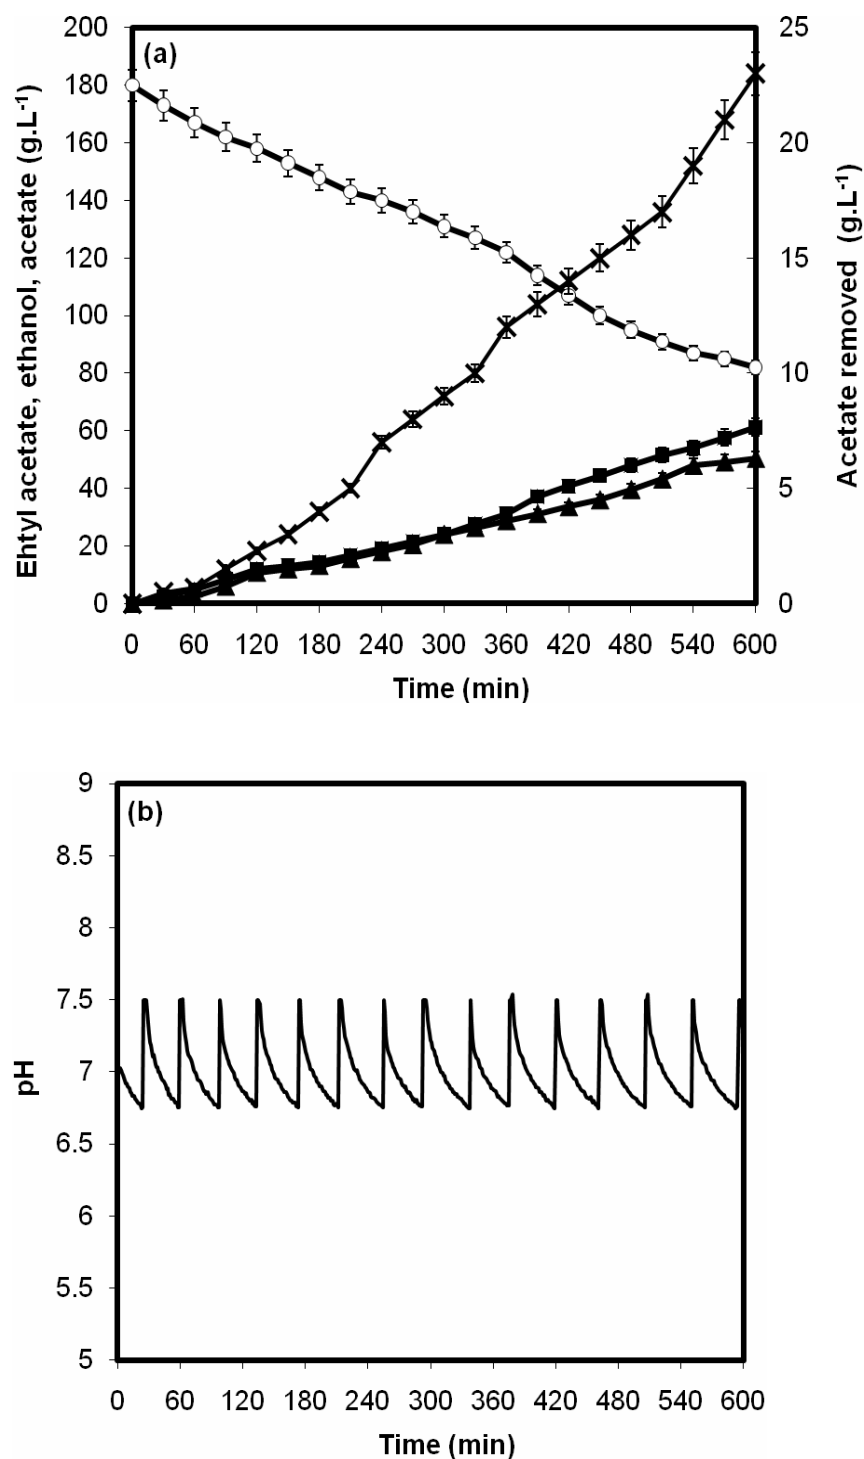 (a)
Ehtyl acetate, ethanol, acetate (g.L-1)
200
180
160
140
120
100
80
60
40
20
0
25
20
15
10
5
0
Acetate removed (g.L-1)
0 60 120 180 240 300 360 420 480 540 600
Time (min)
(b)
pH
9
8.5
8
7.5
7
6.5
6
5.5
5
0 60 120 180 240 300 360 420 480 540 600
Time (min)